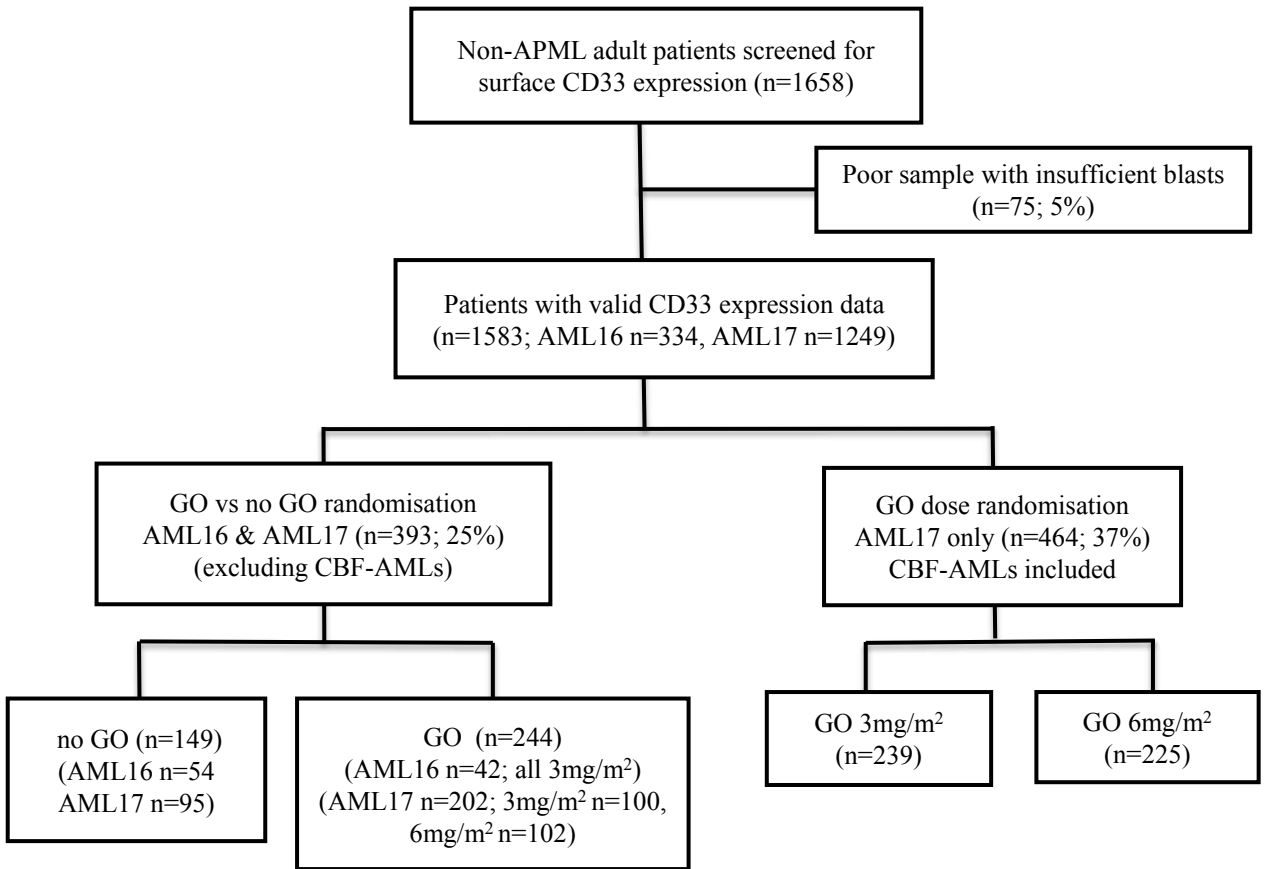 Non-APML adult patients screened for
surface CD33 expression (n=1658)
Poor sample with insufficient blasts
(n=75; 5%)
Patients with valid CD33 expression data
(n=1583; AML16 n=334, AML17 n=1249)
GO vs no GO randomisation
AML16 & AML17 (n=393; 25%)
(excluding CBF-AMLs)
GO dose randomisation
AML17 only (n=464; 37%)
CBF-AMLs included
no GO (n=149)
(AML16 n=54
AML17 n=95)
GO (n=244)
(AML16 n=42; all 3mg/m²)
(AML17 n=202; 3mg/m² n=100,
6mg/m² n=102)
GO 3mg/m²
(n=239)
GO 6mg/m²
(n=225)